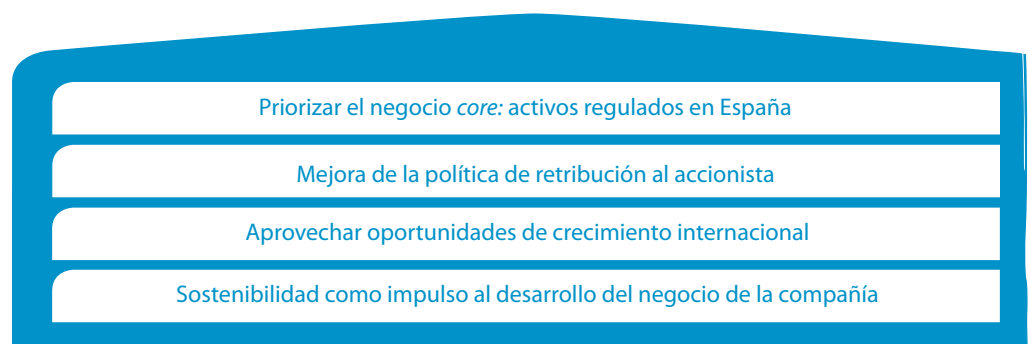 Priorizar el negocio core: activos regulados en España
Mejora de la política de retribución al accionista
Aprovechar oportunidades de crecimiento internacional
Sostenibilidad como impulso al desarrollo del negocio de la compañía